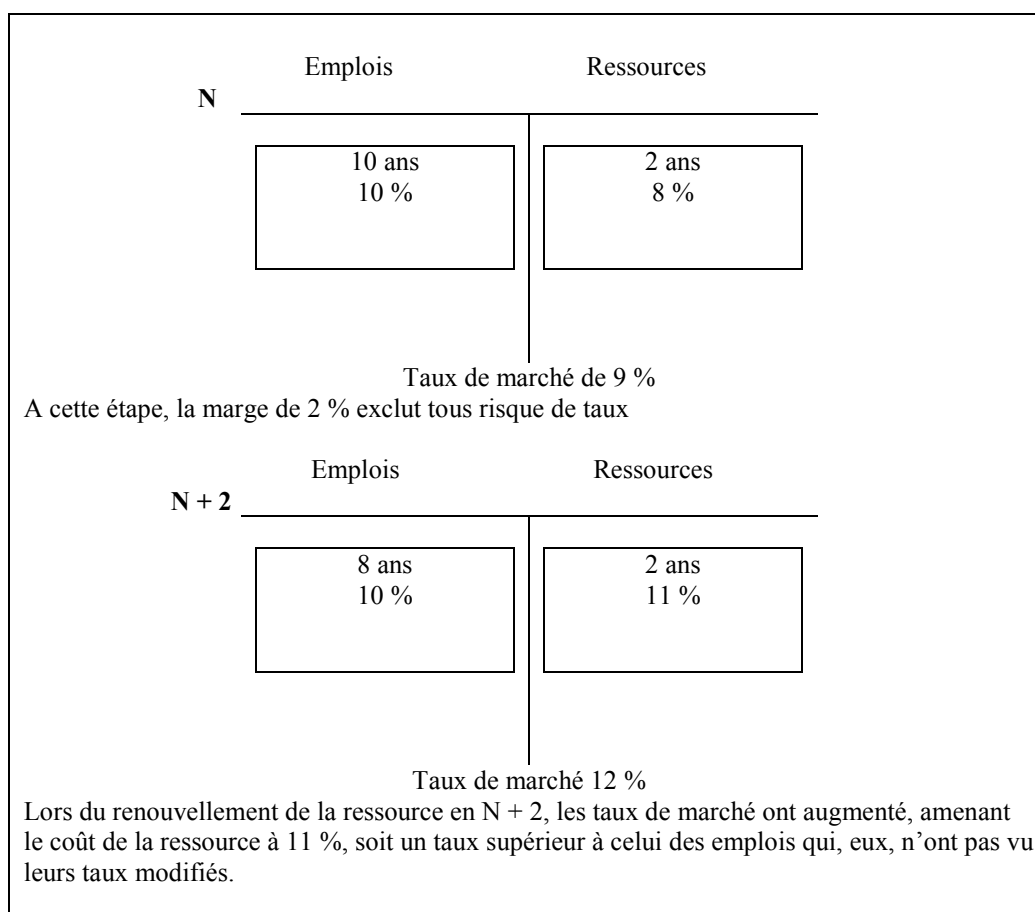 Emplois Ressources
N
10 ans 2 ans
10 % 8 %
Taux de marché de 9 %
A cette étape, la marge de 2 % exclut tous risque de taux
Emplois Ressources
N + 2
8 ans 2 ans
10 % 11 %
Taux de marché 12 %
Lors du renouvellement de la ressource en N + 2, les taux de marché ont augmenté, amenant
le coût de la ressource à 11 %, soit un taux supérieur à celui des emplois qui, eux, n’ont pas vu
leurs taux modifiés.